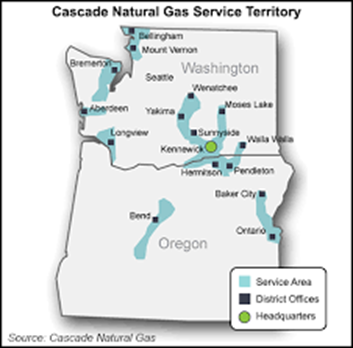 Cascade Natural Gas Service Territory
Bellingham
Mount Vernon
Bremerton
Seattle
Washington
Wenatchee
Aberdeen
Yakima
Moses Lake
Longview
Sunnyside
Walla Walla
Kennewick
Hermitson
Pendleton
Baker City
Bend
Oregon
Ontario
Service Area
District Offices
Headquarters
Source: Cascade Natural Gas